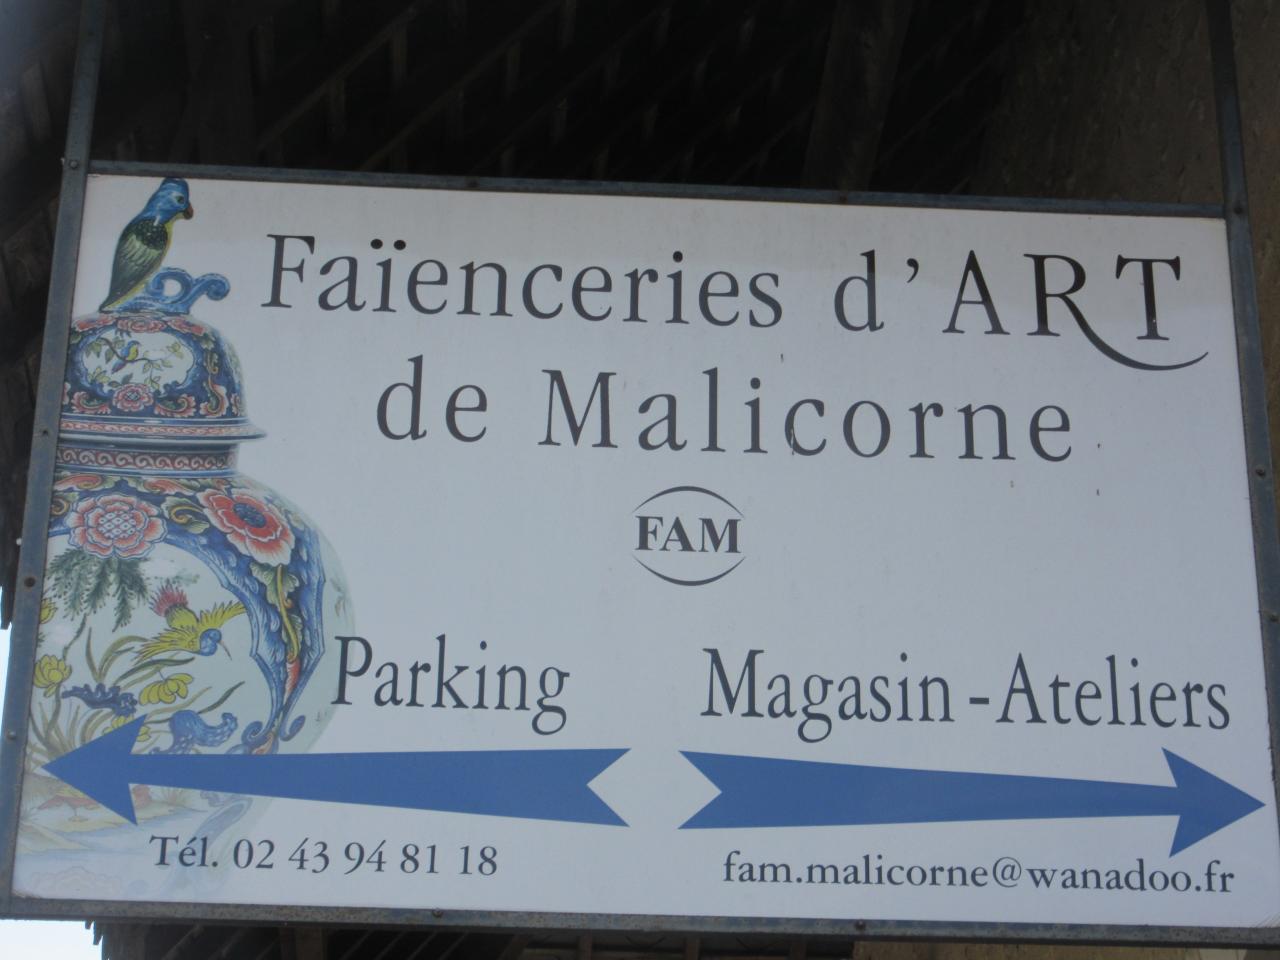 Faïenceries d'ART
de Malicorne
FAM
Parking
Magasin - Ateliers
Tél. 02 43 94 81 18
fam.malicorne@wanadoo.fr